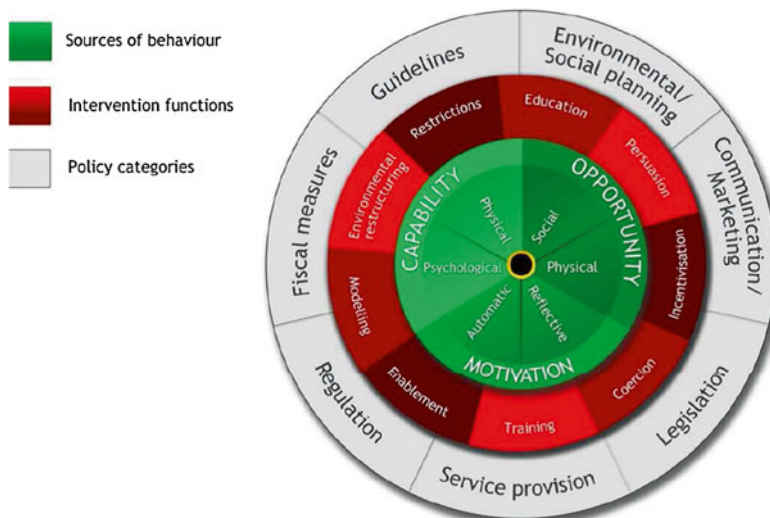 Sources of behaviour
Intervention functions
Policy categories
Guidelines
Environmental/
Social planning
Communication/
Marketing
Legislation
Service provision
Regulation
Fiscal measures
Restrictions
Education
Persuasion
Incentivisation
Coercion
Training
Enablement
Modelling
Environmental
restructuring
CAPABILITY
OPPORTUNITY
MOTIVATION
Physical
Social
Psychological
Physical
Automatic
Reflective